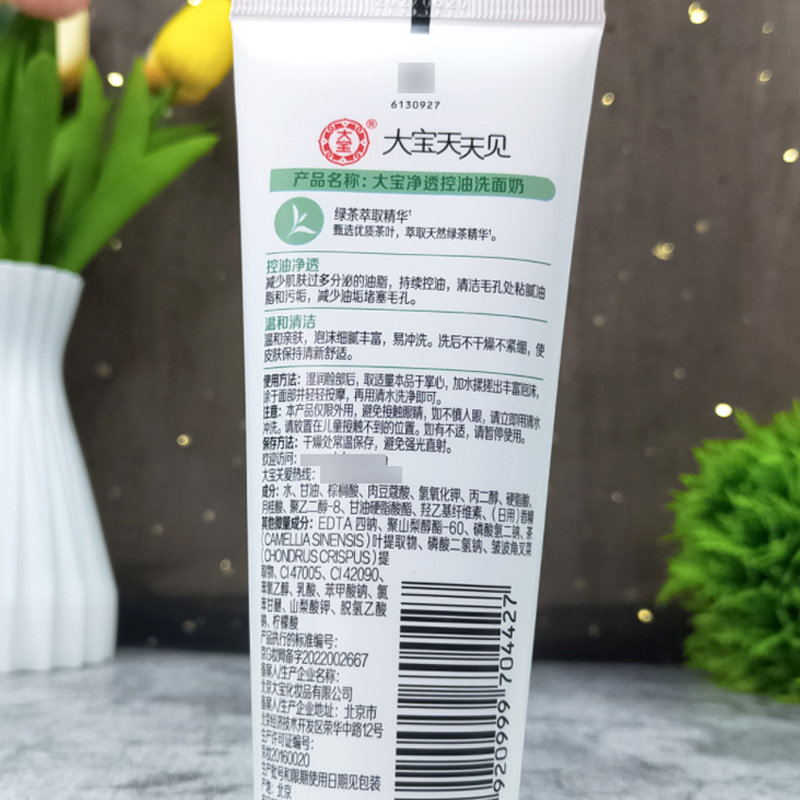 6130927
大宝
®
大宝天天见
产品名称：大宝净透控油洗面奶
绿茶萃取精华¹
甄选优质茶叶，萃取天然绿茶精华¹。
控油净透
减少肌肤过多分泌的油脂，持续控油，清洁毛孔处粘腻油
脂和污垢，减少油垢堵塞毛孔。
温和清洁
温和亲肤，泡沫细腻丰富，易冲洗。洗后不干燥不紧绷，使
皮肤保持清新舒适。
使用方法：湿润脸部后，取适量本品于掌心，加水揉搓出丰富泡沫，
涂于面部并轻轻按摩，再用清水洗净即可。
注意：本产品仅限外用，避免接触眼睛，如不慎入眼，请立即用清水
冲洗。请放置在儿童接触不到的位置。如有不适，请暂停使用。
保存方法：干燥处常温保存，避免强光直射。
欢迎访问：
大宝关爱热线：
成分：水、甘油、棕榈酸、肉豆蔻酸、氢氧化钾、丙二醇、硬脂酸、
月桂酸、聚乙二醇-8、甘油硬脂酸酯、羟乙基纤维素、（日用）香精
其他微量成分：EDTA 四钠、聚山梨醇酯-60、磷酸氢二钠、茶
(CAMELLIA SINENSIS) 叶提取物、磷酸二氢钠、皱波角叉菜
(CHONDRUS CRISPUS) 提
取物、CI 47005、CI 42090、
苯氧乙醇、乳酸、苯甲酸钠、氯
苯甘醚、山梨酸钾、脱氢乙酸
钠、柠檬酸
产品执行的标准编号：
京G妆网备字2022002667
备案人/生产企业名称：
北京大宝化妆品有限公司
备案人/生产企业地址：北京市
北京经济技术开发区荣华中路12号
生产许可证编号：
京妆20160020
生产批号和限期使用日期见包装
产地：北京
920999 704427